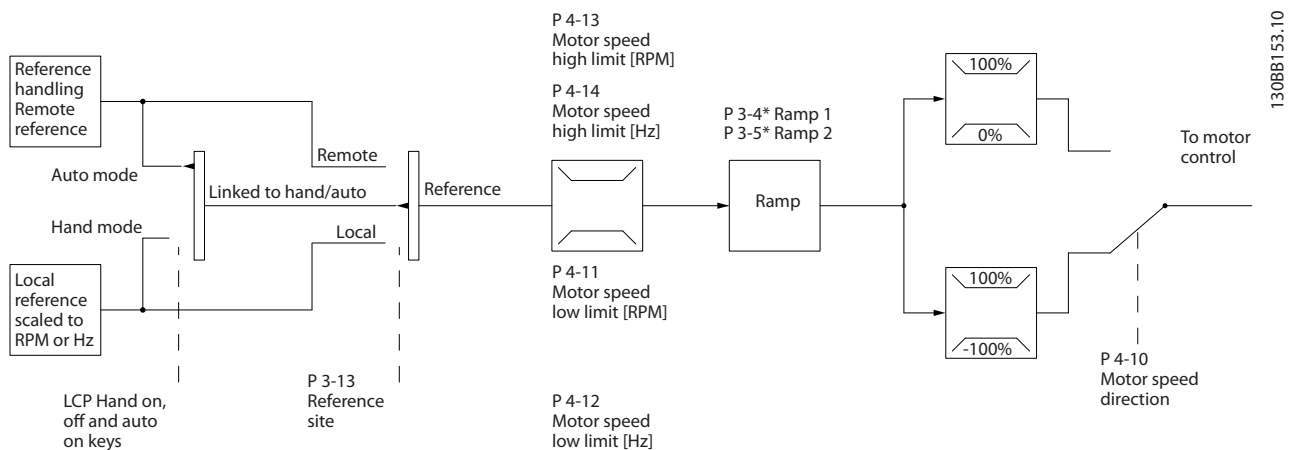 Reference
handling
Remote
reference
Auto mode
Hand mode
Local
reference
scaled to
RPM or Hz
LCP Hand on,
off and auto
on keys
Linked to hand/auto
Remote
Local
P 3-13
Reference
site
Reference
P 4-13
Motor speed
high limit [RPM]
P 4-14
Motor speed
high limit [Hz]
P 4-11
Motor speed
low limit [RPM]
P 4-12
Motor speed
low limit [Hz]
P 3-4* Ramp 1
P 3-5* Ramp 2
Ramp
100%
0%
100%
-100%
To motor
control
P 4-10
Motor speed
direction
130BB153.10